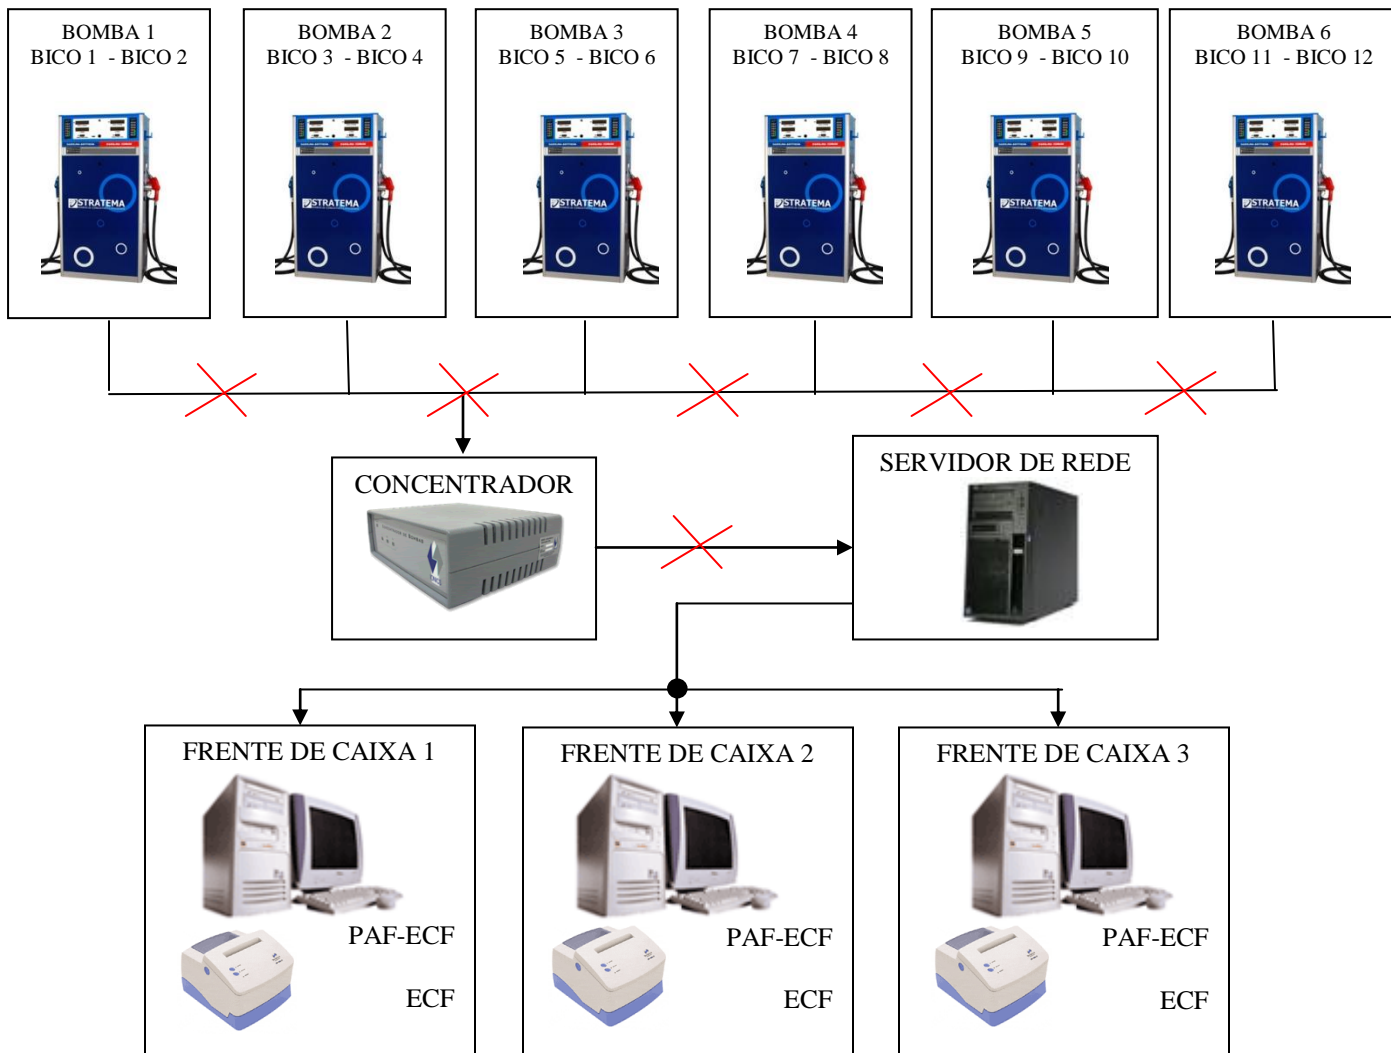 BOMBA 1
BICO 1 - BICO 2
BOMBA 2
BICO 3 - BICO 4
BOMBA 3
BICO 5 - BICO 6
BOMBA 4
BICO 7 - BICO 8
BOMBA 5
BICO 9 - BICO 10
BOMBA 6
BICO 11 - BICO 12
STRATEMA
STRATEMA
STRATEMA
STRATEMA
STRATEMA
STRATEMA
CONCENTRADOR
SERVIDOR DE REDE
FRENTE DE CAIXA 1
PAF-ECF
ECF
FRENTE DE CAIXA 2
PAF-ECF
ECF
FRENTE DE CAIXA 3
PAF-ECF
ECF